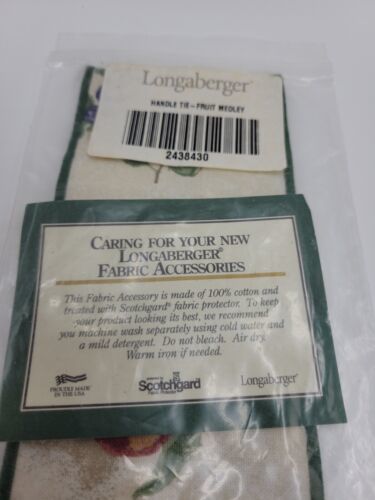 Longaberger®
HANDLE TIE-FRUIT MEDLEY
2438430
CARING FOR YOUR NEW
LONGABERGER®
FABRIC ACCESSORIES
This Fabric Accessory is made of 100% cotton and
treated with Scotchgard® fabric protector. To keep
your product looking its best, we recommend
you machine wash separately using cold water and
a mild detergent. Do not bleach. Air dry.
Warm iron if needed.
PROUDLY MADE
IN THE USA
Scotchgard
Fabric Protector
Longaberger®